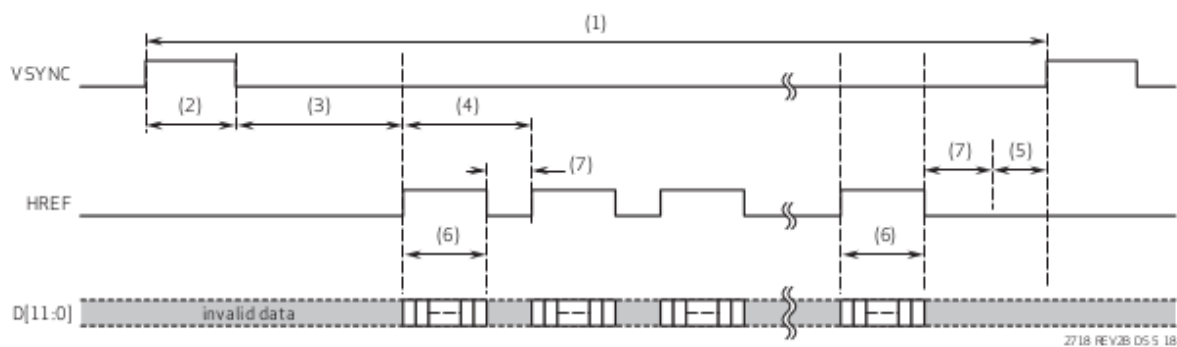 (1)
VSYNC
(2) (3) (4)
(7) (7) (5)
HREF
(6) (6)
D[11:0] invalid data
2718 REV2B DS 5 18